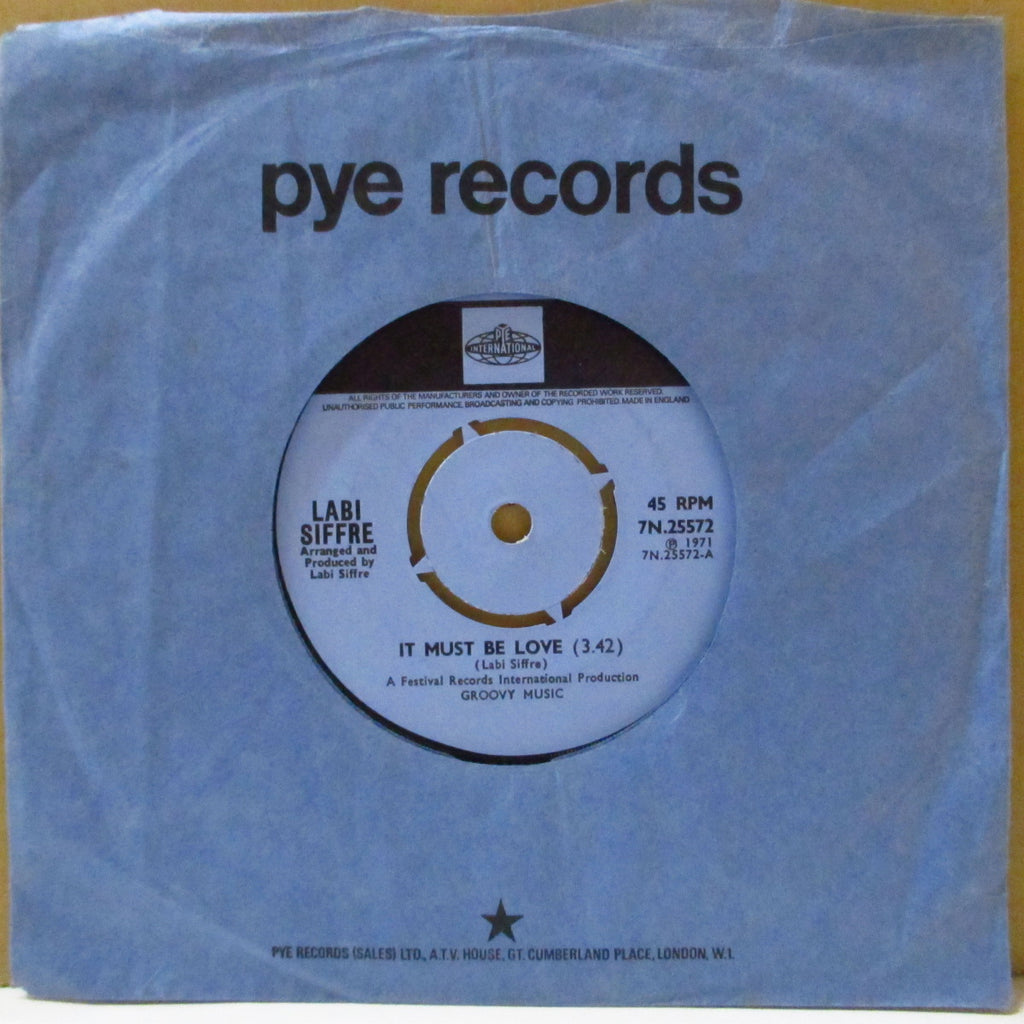 pye records
PYE
INTERNATIONAL
ALL RIGHTS OF THE MANUFACTURERS AND OWNER OF THE RECORDED WORK RESERVED.
UNAUTHORISED PUBLIC PERFORMANCE, BROADCASTING AND COPYING PROHIBITED. MADE IN ENGLAND
LABI
SIFFRE
Arranged and
Produced by
Labi Siffre
45 RPM
7N.25572
℗ 1971
7N.25572-A
IT MUST BE LOVE (3.42)
(Labi Siffre)
A Festival Records International Production
GROOVY MUSIC
PYE RECORDS (SALES) LTD., A.T.V. HOUSE, GT. CUMBERLAND PLACE, LONDON, W.1.